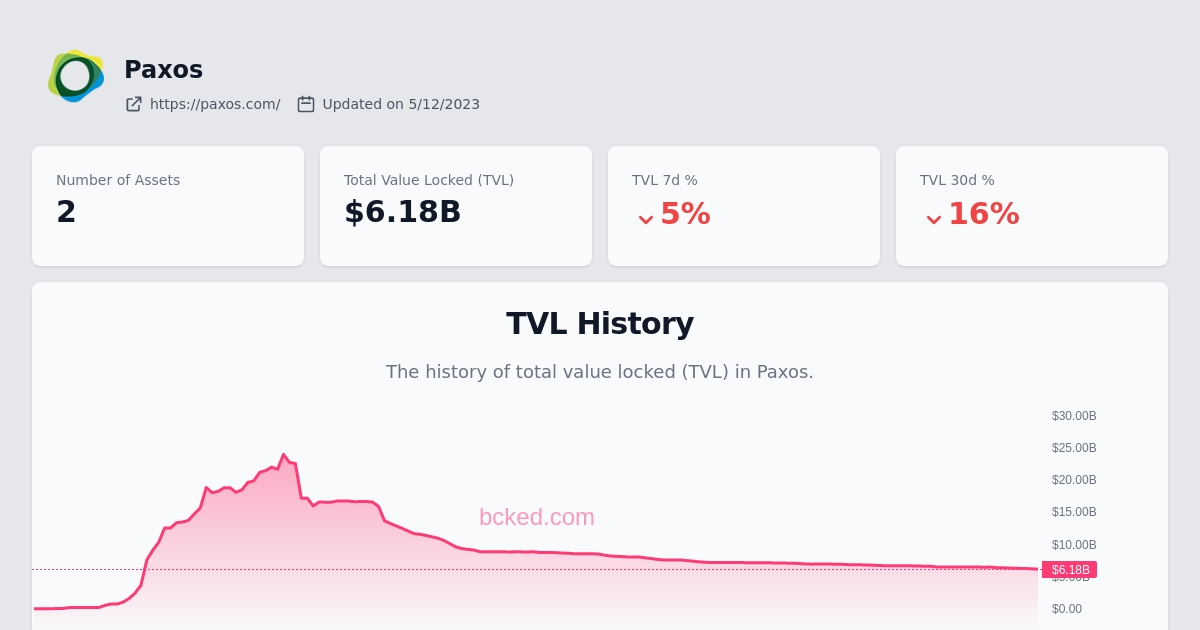 Paxos
https://paxos.com/ Updated on 5/12/2023
Number of Assets
2
Total Value Locked (TVL)
$6.18B
TVL 7d %
5%
TVL 30d %
16%
TVL History
The history of total value locked (TVL) in Paxos.
$30.00B
$25.00B
$20.00B
$15.00B
bcked.com
$10.00B
$6.18B
$5.00B
$0.00